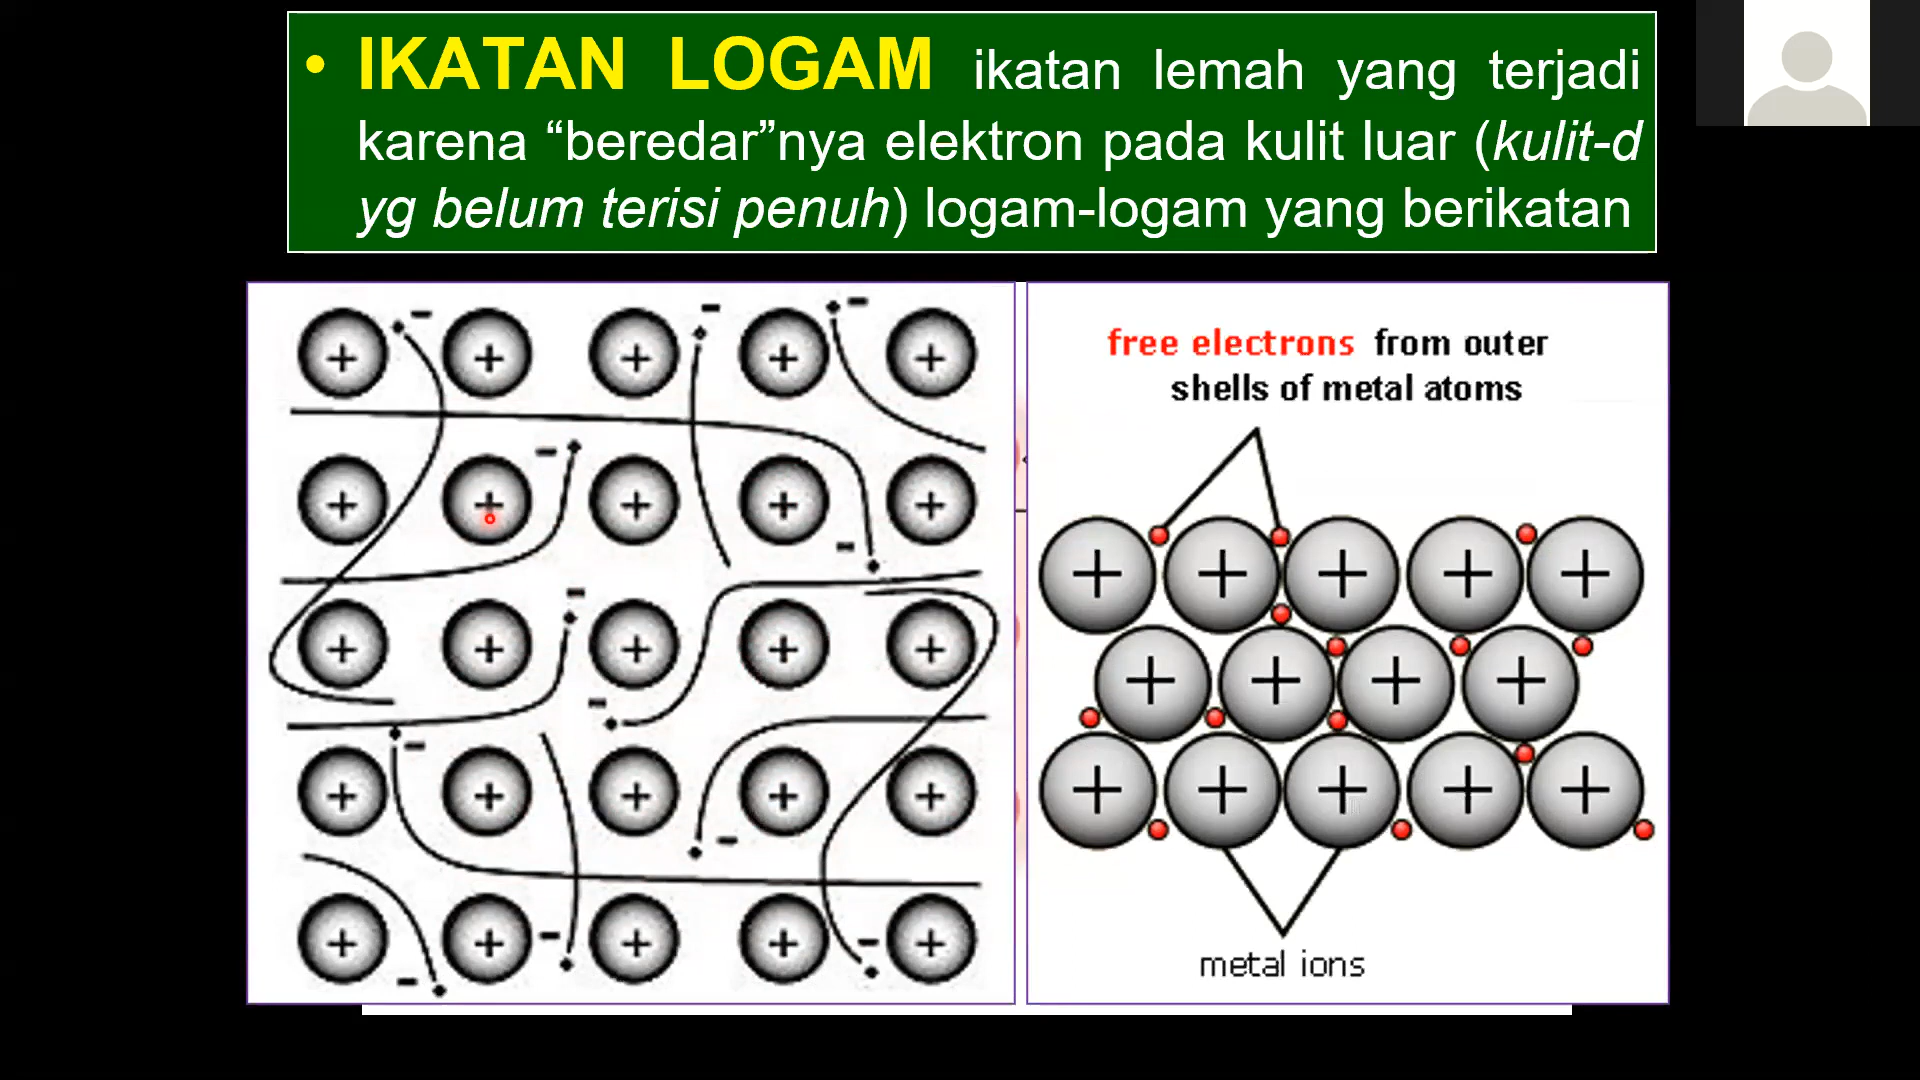 • IKATAN LOGAM ikatan lemah yang terjadi
karena “beredar”nya elektron pada kulit luar (kulit-d
yg belum terisi penuh) logam-logam yang berikatan
free electrons from outer
shells of metal atoms
+ - + + - + - +
+ + - + + - +
+ + - + + +
- - + + + + - +
+ + - + + - +
-
+ + + + +
+ + + +
+ + + + +
metal ions